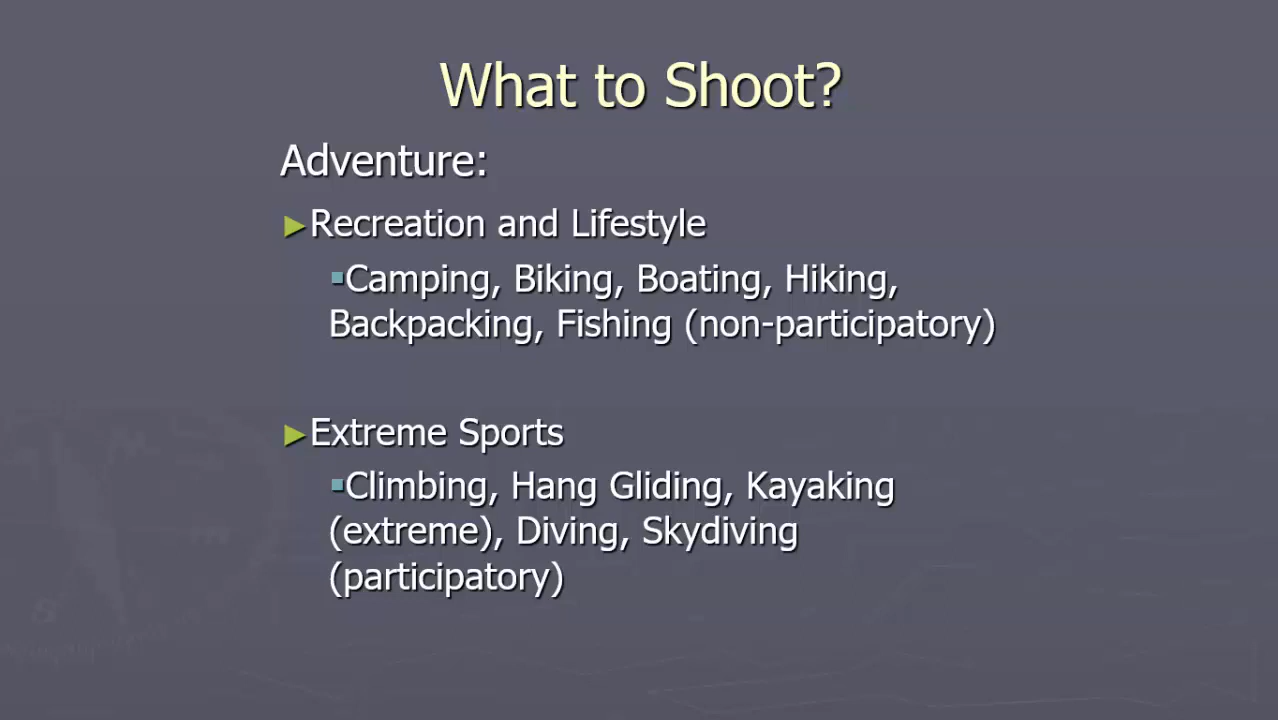 What to Shoot?
Adventure:
►Recreation and Lifestyle
▪Camping, Biking, Boating, Hiking,
Backpacking, Fishing (non-participatory)
►Extreme Sports
▪Climbing, Hang Gliding, Kayaking
(extreme), Diving, Skydiving
(participatory)